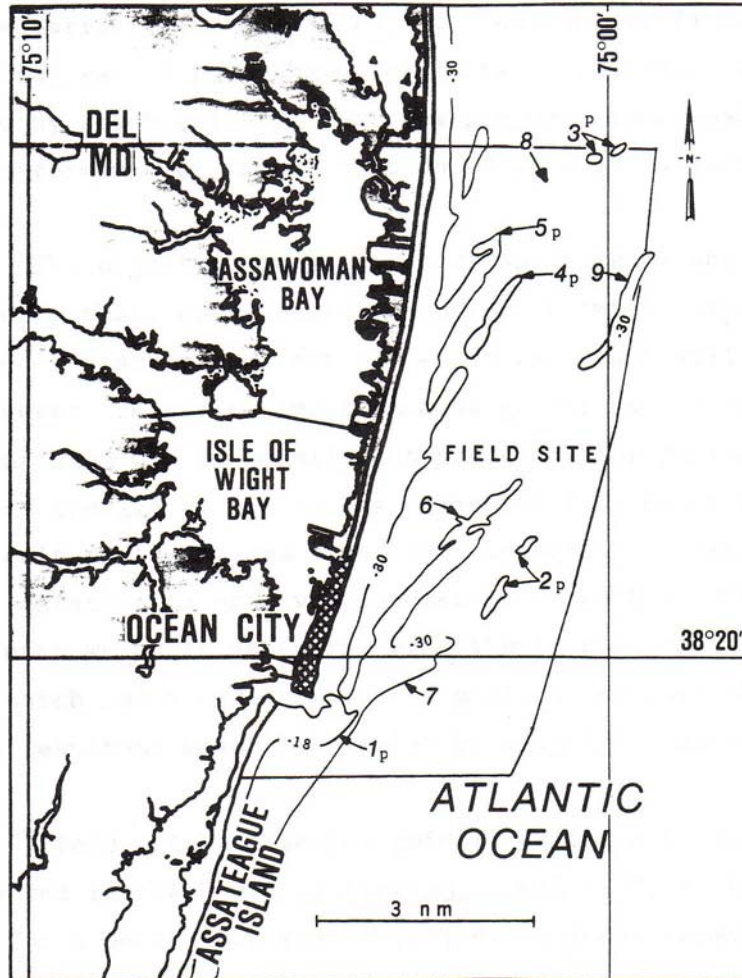 75°10'
75°00'
-30
DEL
MD
8
3p
N
5p
ASSAWOMAN
BAY
4p
9
-30
FIELD SITE
ISLE OF
WIGHT
BAY
6
-30
2p
OCEAN CITY
-30
38°20'
7
-18
1p
ATLANTIC
OCEAN
ASSATEAGUE
ISLAND
3 nm